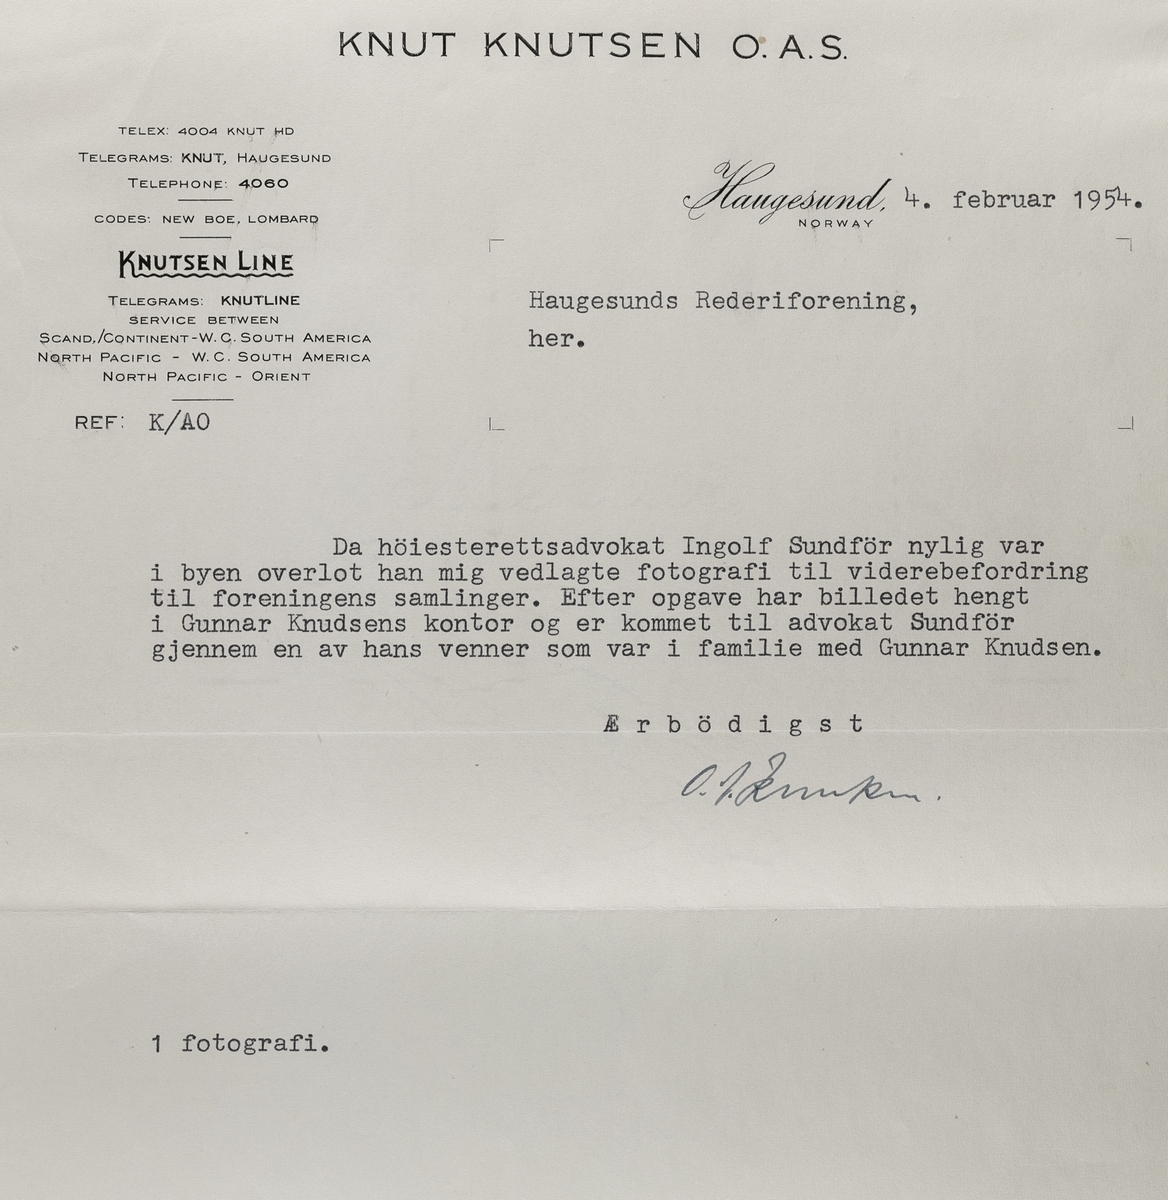 KNUT KNUTSEN O.A.S.
TELEX: 4004 KNUT HD
TELEGRAMS: KNUT, HAUGESUND
TELEPHONE: 4060
CODES: NEW BOE, LOMBARD
KNUTSEN LINE
TELEGRAMS: KNUTLINE
SERVICE BETWEEN
SCAND./CONTINENT-W.C. SOUTH AMERICA
NORTH PACIFIC - W.C. SOUTH AMERICA
NORTH PACIFIC - ORIENT
REF: K/AO
Haugesund, 4. februar 1954.
NORWAY
Haugesunds Rederiforening,
her.
Da höiesterettsadvokat Ingolf Sundför nylig var
i byen overlot han mig vedlagte fotografi til viderebefordring
til foreningens samlinger. Efter opgave har billedet hengt
i Gunnar Knudsens kontor og er kommet til advokat Sundför
gjennem en av hans venner som var i familie med Gunnar Knudsen.
Ærbödigst
1 fotografi.